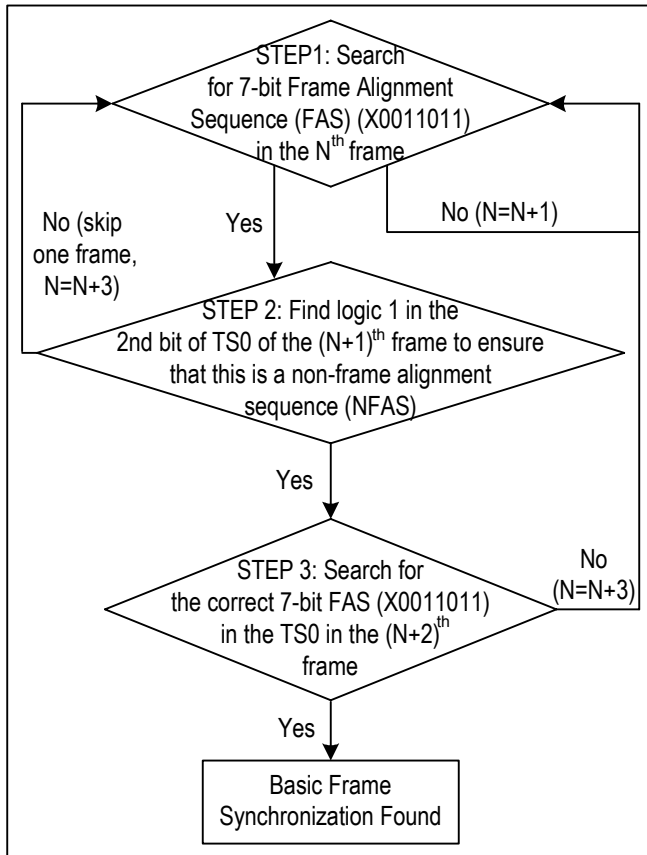 STEP1: Search
for 7-bit Frame Alignment
Sequence (FAS) (X0011011)
in the Nth frame
No (N=N+1)
Yes
No (skip
one frame,
N=N+3)
STEP 2: Find logic 1 in the
2nd bit of TS0 of the (N+1)th frame to ensure
that this is a non-frame alignment
sequence (NFAS)
Yes
STEP 3: Search for
the correct 7-bit FAS (X0011011)
in the TS0 in the (N+2)th
frame
No
(N=N+3)
Yes
Basic Frame
Synchronization Found